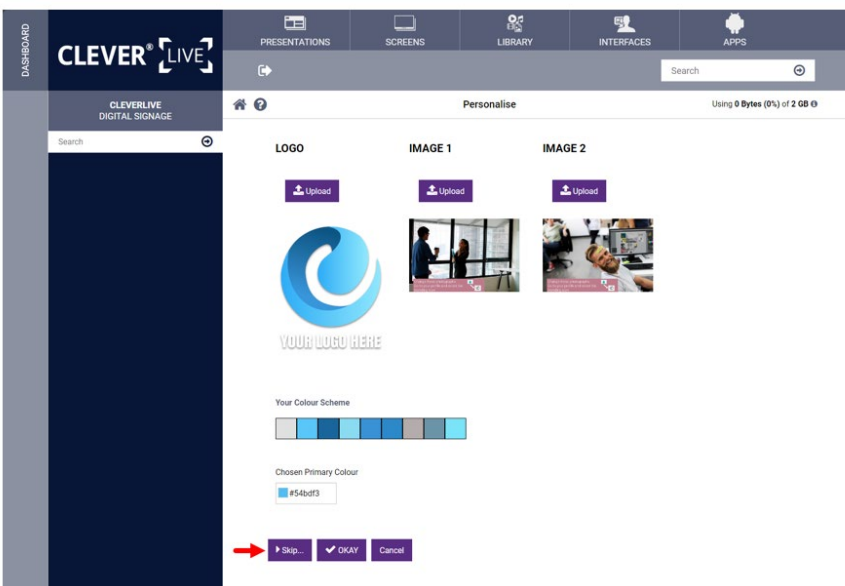 DASHBOARD
CLEVER® [LIVE]
PRESENTATIONS
SCREENS
LIBRARY
INTERFACES
APPS
Search
CLEVERLIVE
DIGITAL SIGNAGE
Search
Personalise
Using 0 Bytes (0%) of 2 GB
LOGO
IMAGE 1
IMAGE 2
Upload
Upload
Upload
YOUR LOGO HERE
Your Colour Scheme
Chosen Primary Colour
#54bdf3
Skip...
OKAY
Cancel